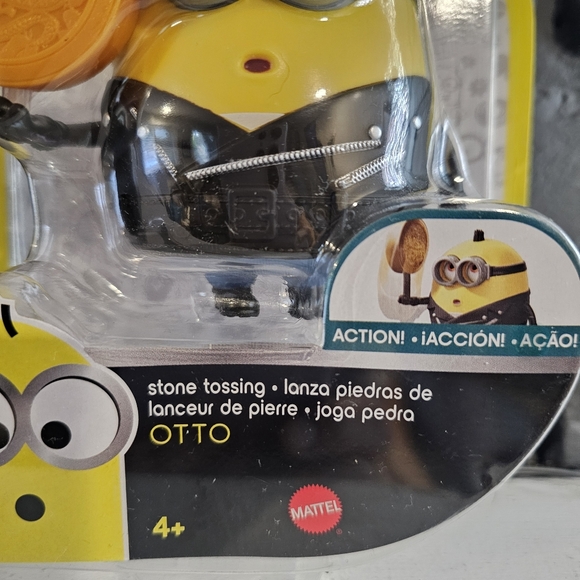 ACTION! • ¡ACCIÓN! • AÇÃO!
stone tossing • lanza piedras de
lanceur de pierre • joga pedra
OTTO
4+
MATTEL